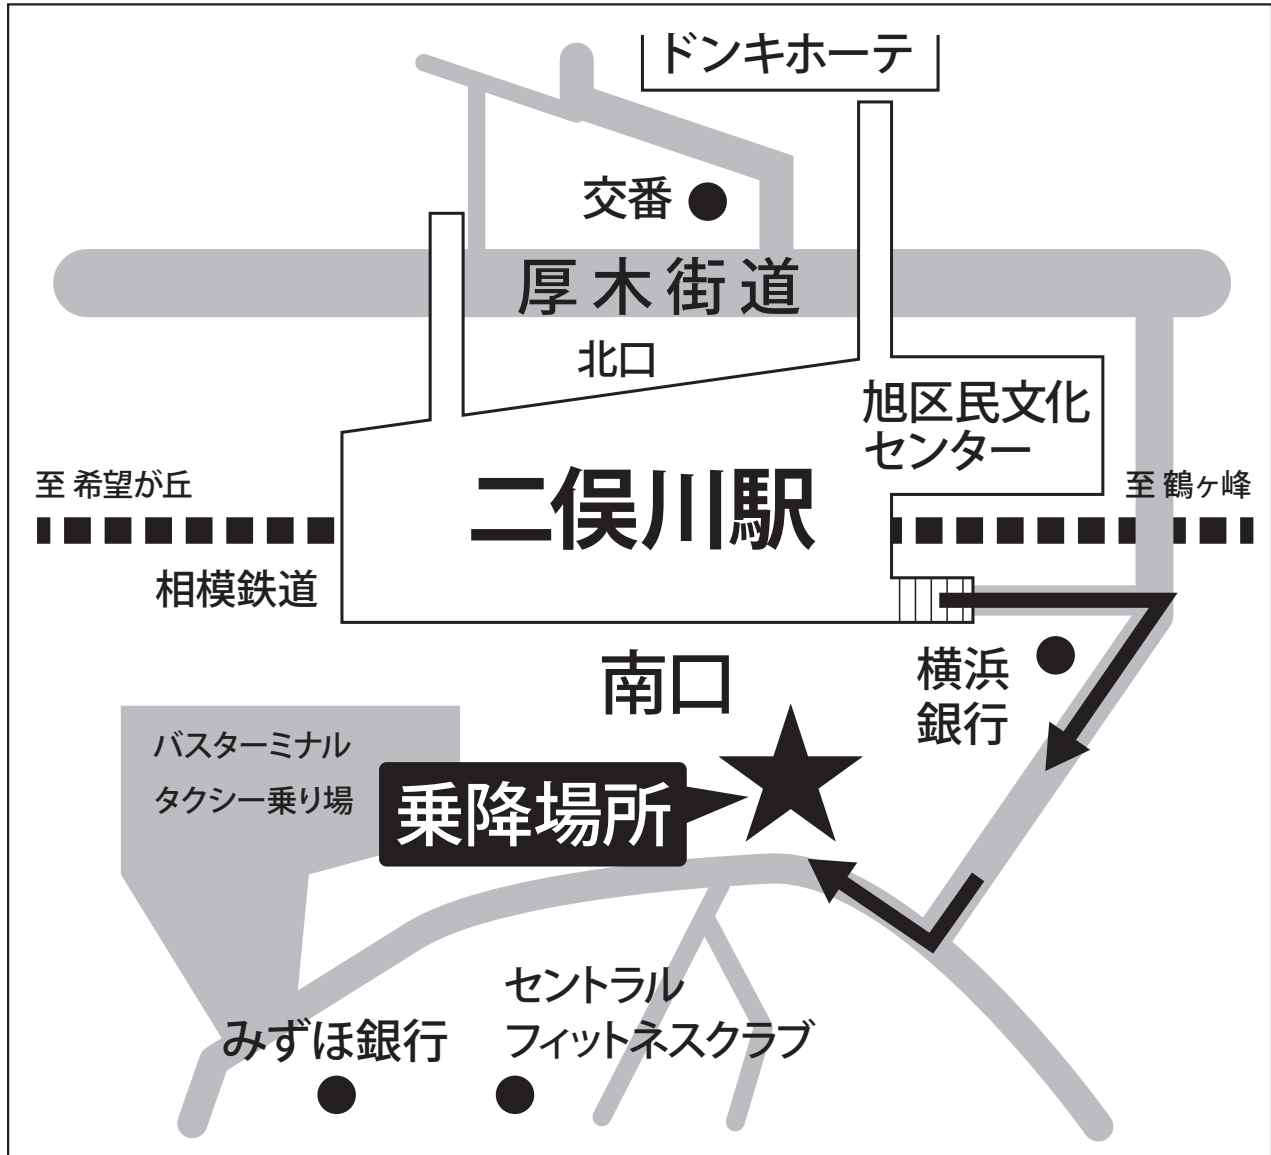 ドンキホーテ
交番
厚木街道
北口
旭区民文化
センター
至 希望が丘
二俣川駅
至 鶴ヶ峰
相模鉄道
南口
横浜
銀行
バスターミナル
タクシー乗り場
乗降場所
セントラル
フィットネスクラブ
みずほ銀行